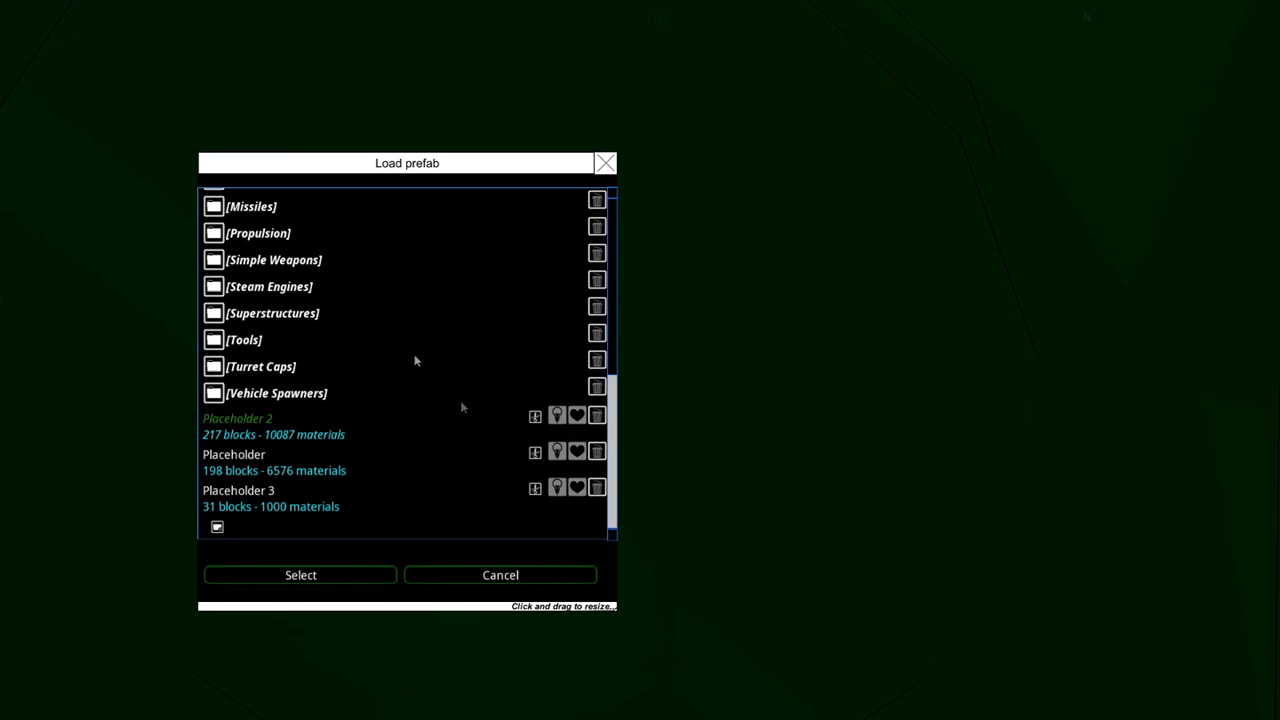 N
Load prefab
[Missiles]
[Propulsion]
[Simple Weapons]
[Steam Engines]
[Superstructures]
[Tools]
[Turret Caps]
[Vehicle Spawners]
Placeholder 2
217 blocks - 10087 materials
Placeholder
198 blocks - 6576 materials
Placeholder 3
31 blocks - 1000 materials
Select
Cancel
Click and drag to resize...